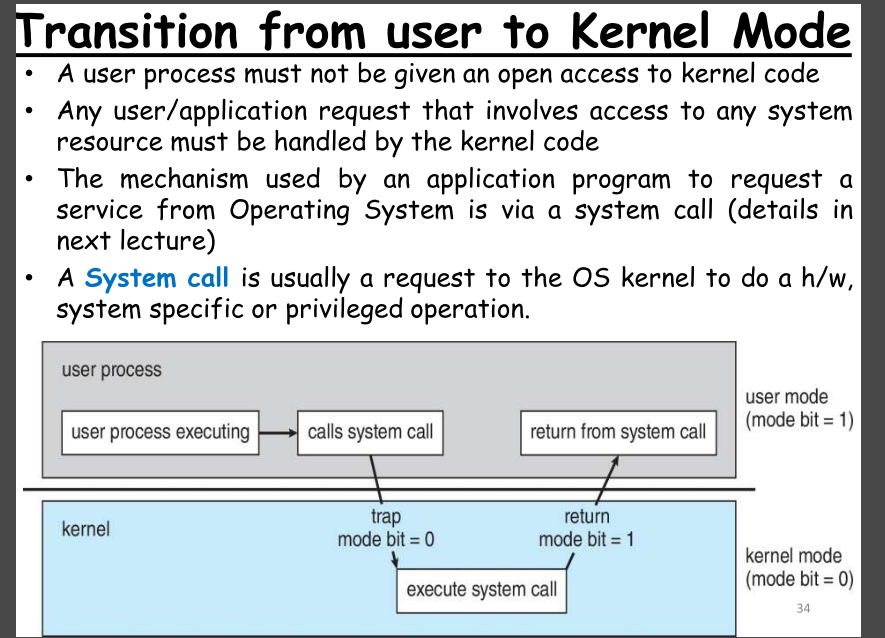 Transition from user to Kernel Mode
• A user process must not be given an open access to kernel code
• Any user/application request that involves access to any system
resource must be handled by the kernel code
• The mechanism used by an application program to request a
service from Operating System is via a system call (details in
next lecture)
• A System call is usually a request to the OS kernel to do a h/w,
system specific or privileged operation.
user process
user process executing
calls system call
return from system call
user mode
(mode bit = 1)
kernel
trap
mode bit = 0
return
mode bit = 1
execute system call
kernel mode
(mode bit = 0)
34